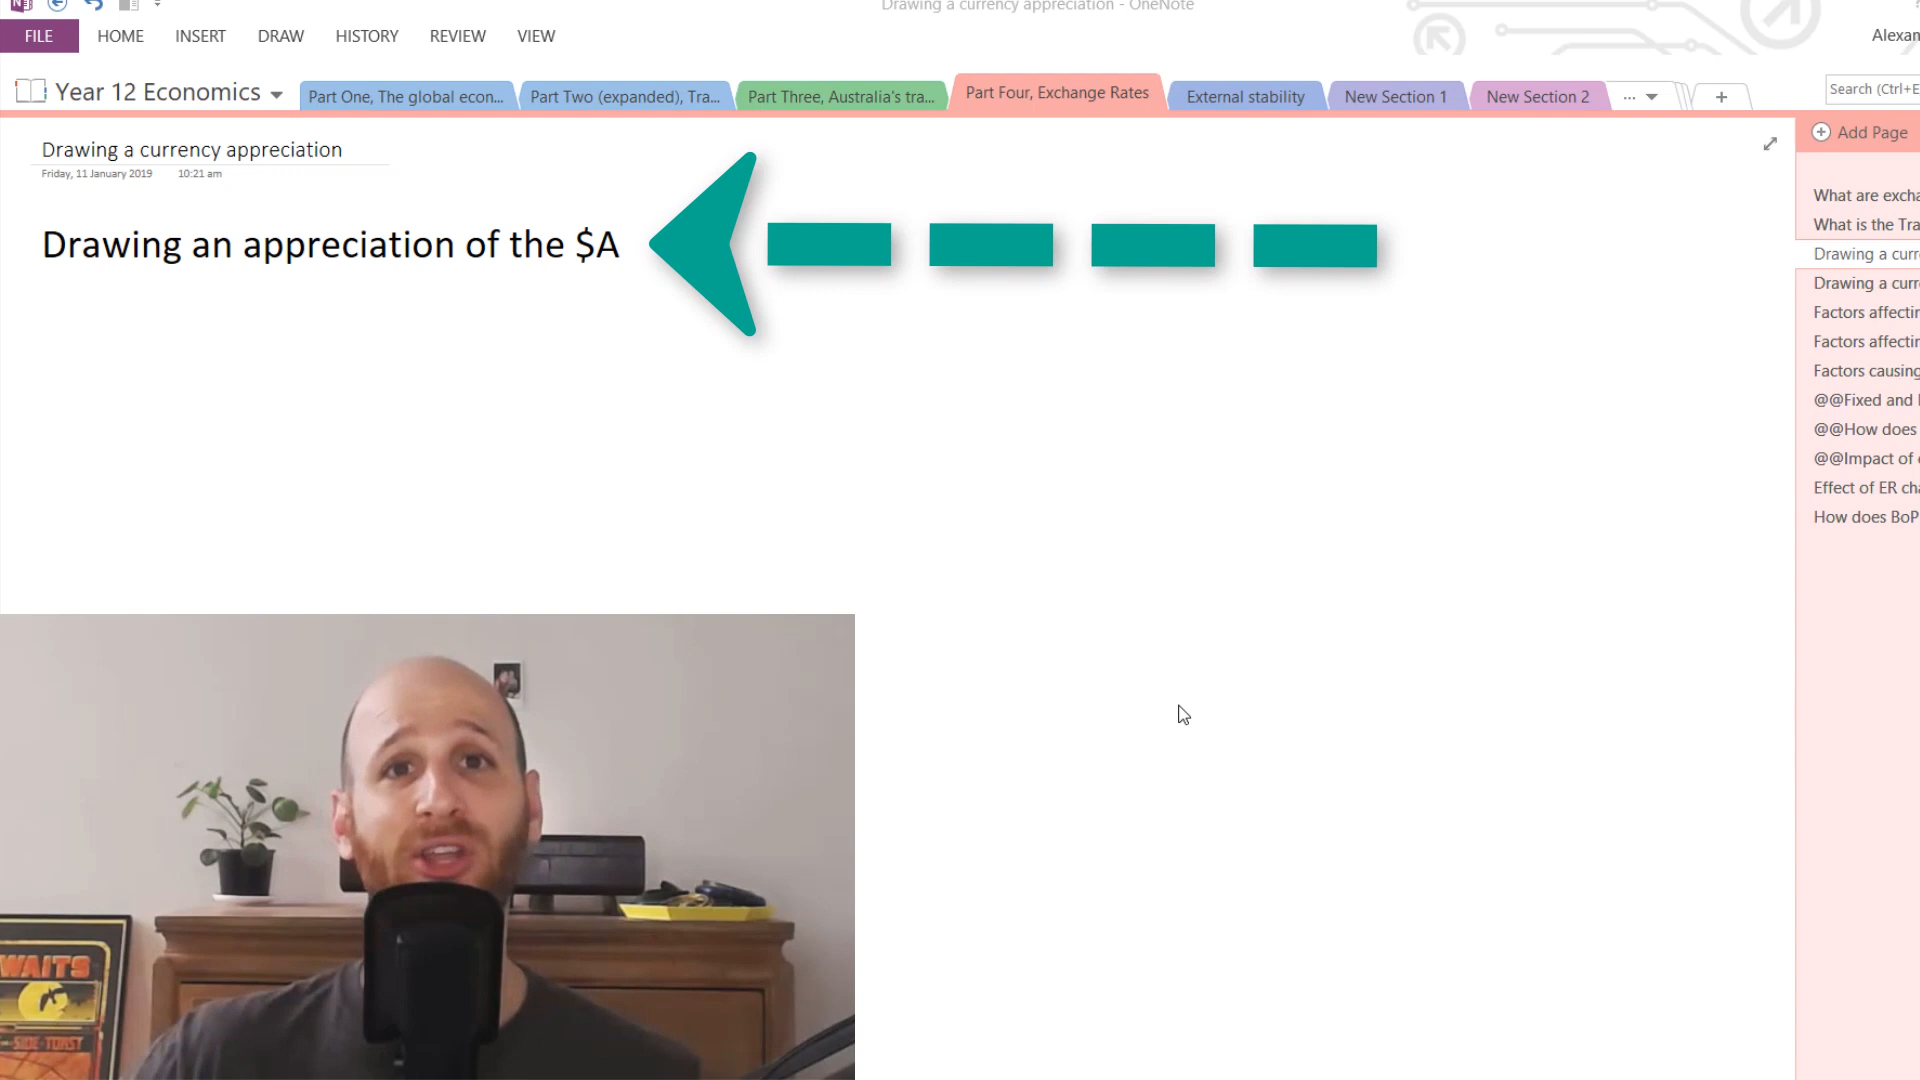 Drawing a currency appreciation - OneNote
FILE HOME INSERT DRAW HISTORY REVIEW VIEW
Alexan
Year 12 Economics
Part One, The global econ... Part Two (expanded), Tra... Part Three, Australia's tra... Part Four, Exchange Rates External stability New Section 1 New Section 2 ... +
Search (Ctrl+E
Add Page
Drawing a currency appreciation
Friday, 11 January 2019 10:21 am
Drawing an appreciation of the $A
What are excha
What is the Tra
Drawing a curre
Drawing a curr
Factors affectin
Factors affectin
Factors causing
@@Fixed and
@@How does
@@Impact of e
Effect of ER cha
How does BoP
WAITS